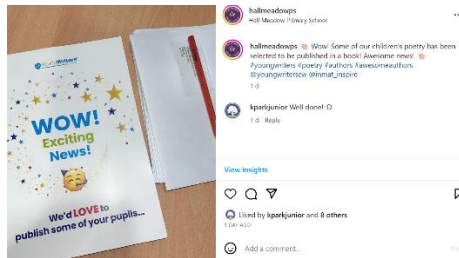 WOW!
Exciting
News!
We'd LOVE to
publish some of your pupils...
hallmeadowps
Hall Meadow Primary School
hallmeadowps 👏 Wow! Some of our children's poetry has been
selected to be published in a book! Awesome news! 👏
#youngwriters #poetry #authors #awesomeauthors
@youngwriterscw @inmat_inspire
1 d
kparkjunior Well done! :D
1 d Reply
View Insights
Liked by kparkjunior and 8 others
1 DAY AGO
Add a comment...